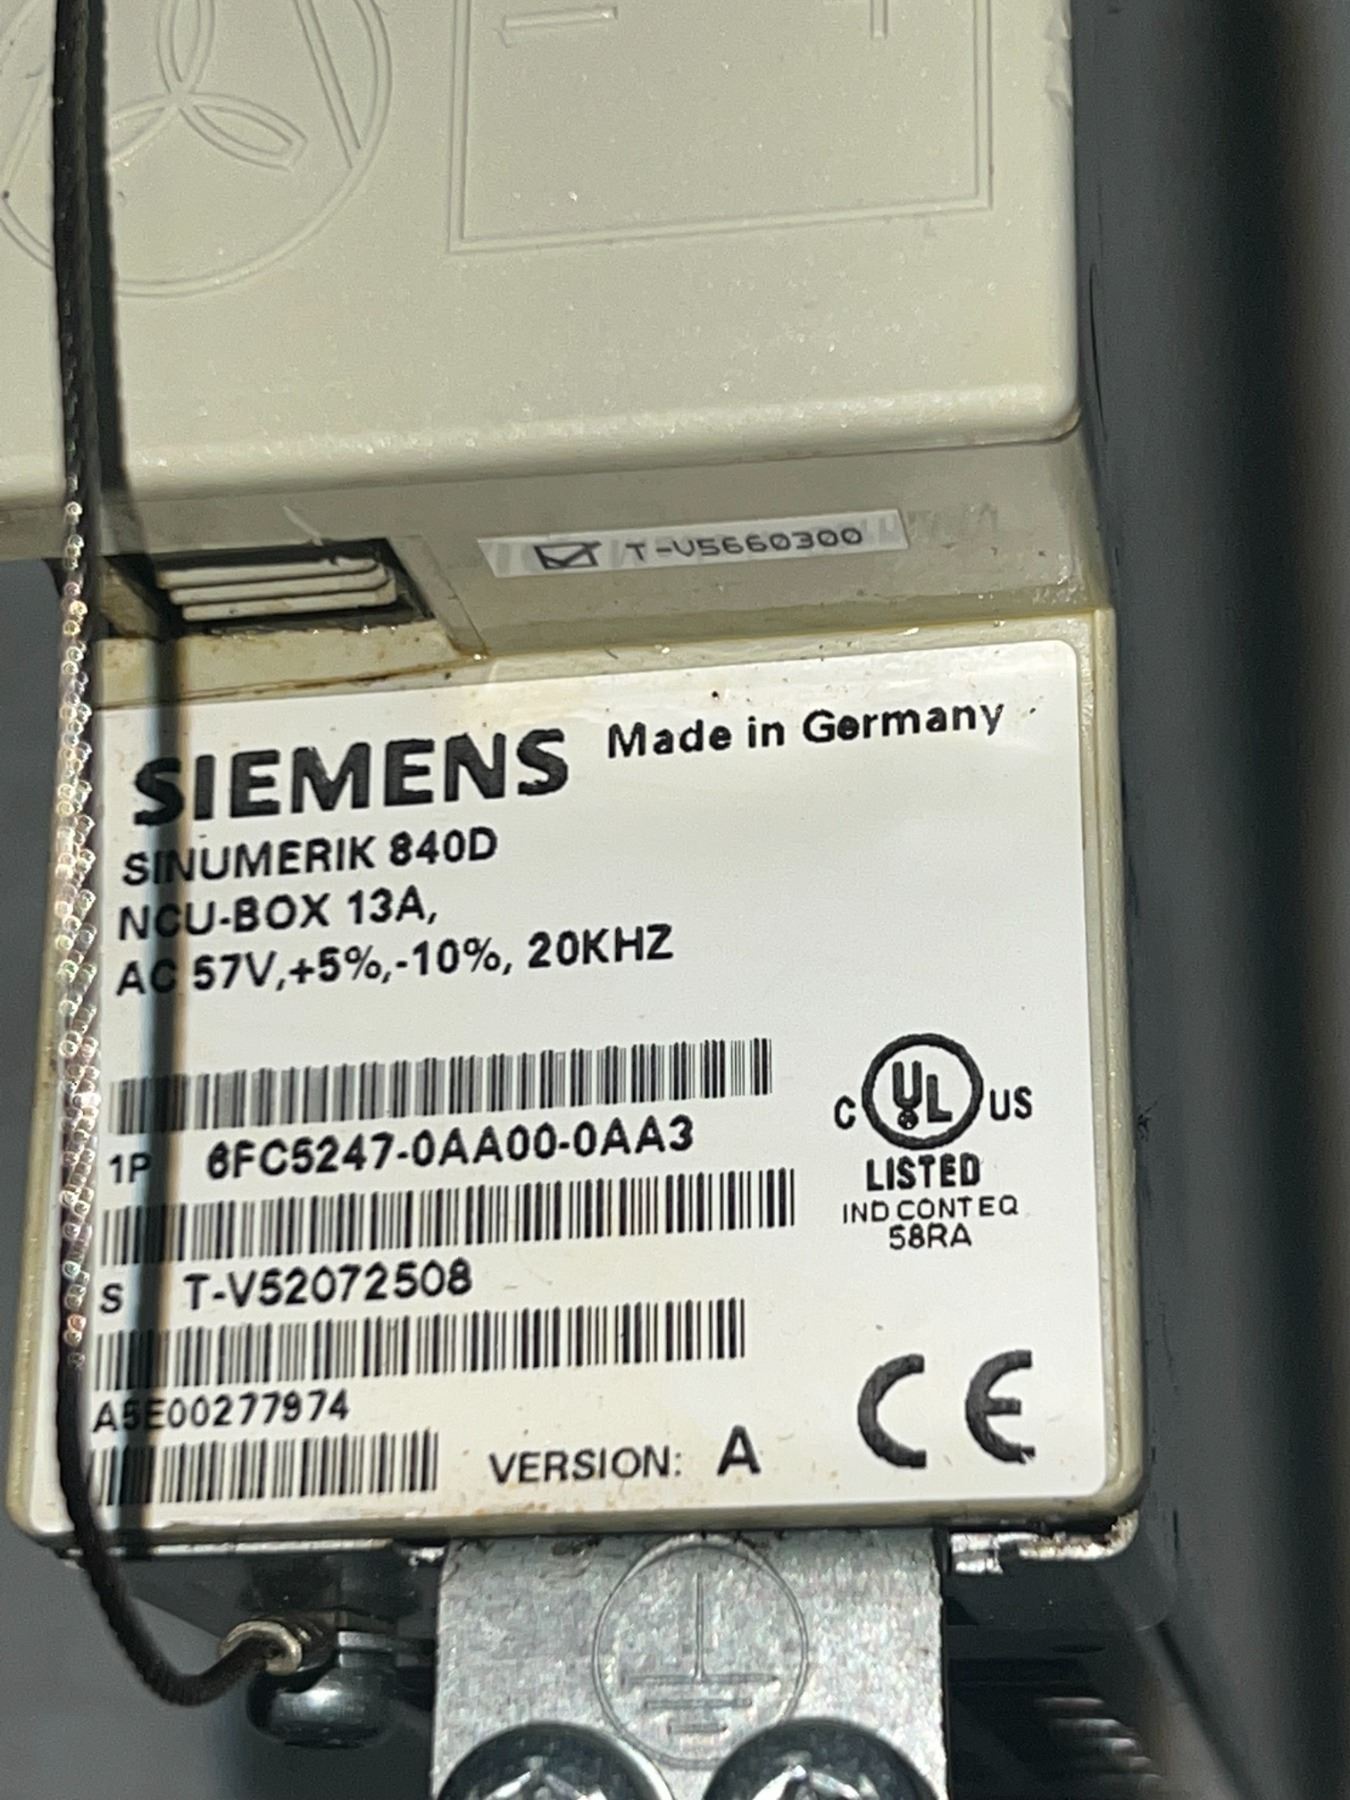 T-V5660300
SIEMENS Made in Germany
SINUMERIK 840D
NCU-BOX 13A,
AC 57V,+5%,-10%, 20KHZ
1P 6FC5247-0AA00-0AA3
S T-V52072508
A5E00277974
VERSION: A
C UL US
LISTED
IND CONT EQ
58RA
CE